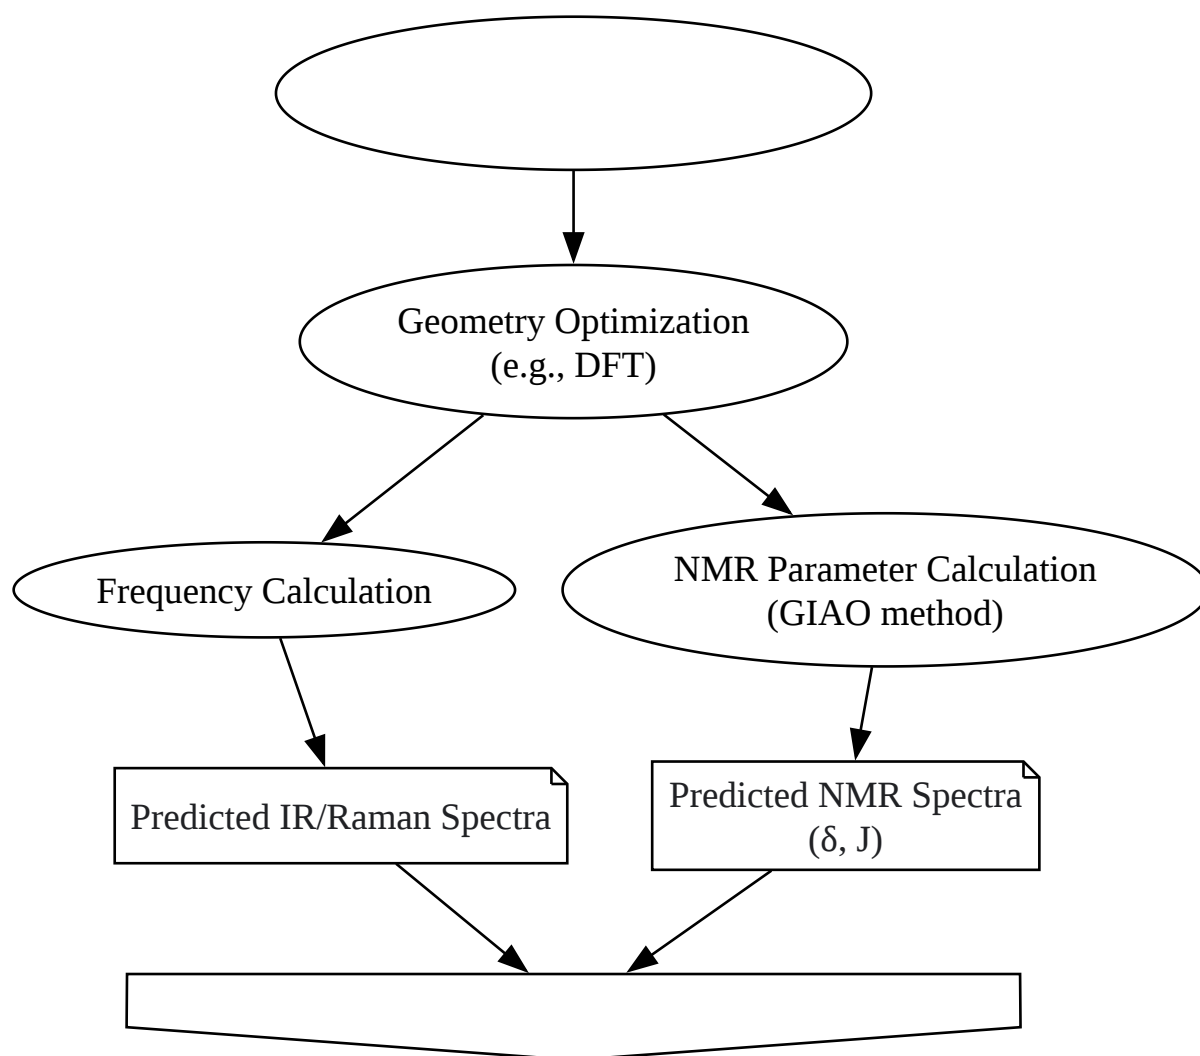 Geometry Optimization
(e.g., DFT)
Frequency Calculation
NMR Parameter Calculation
(GIAO method)
Predicted IR/Raman Spectra
Predicted NMR Spectra
(δ, J)